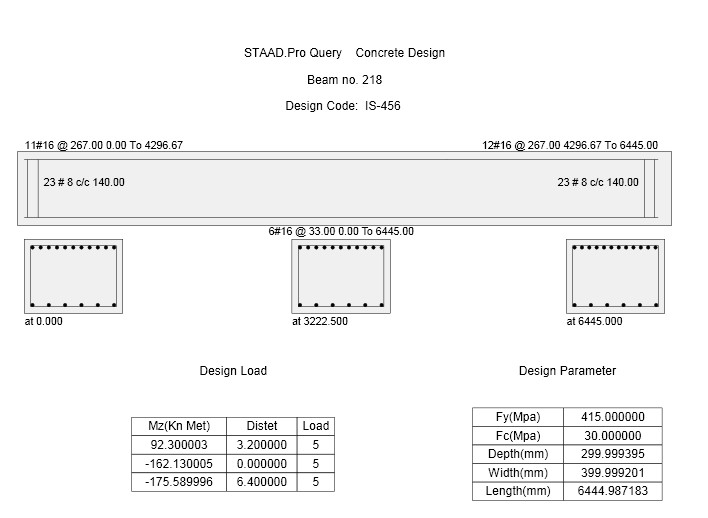 STAAD.Pro Query Concrete Design
Beam no. 218
Design Code: IS-456
11#16 @ 267.00 0.00 To 4296.67 12#16 @ 267.00 4296.67 To 6445.00
23 # 8 c/c 140.00 23 # 8 c/c 140.00
6#16 @ 33.00 0.00 To 6445.00
at 0.000 at 3222.500 at 6445.000
Design Load Design Parameter
Mz(Kn Met) Distet Load
92.300003 3.200000 5
-162.130005 0.000000 5
-175.589996 6.400000 5
Fy(Mpa) 415.000000
Fc(Mpa) 30.000000
Depth(mm) 299.999395
Width(mm) 399.999201
Length(mm) 6444.987183